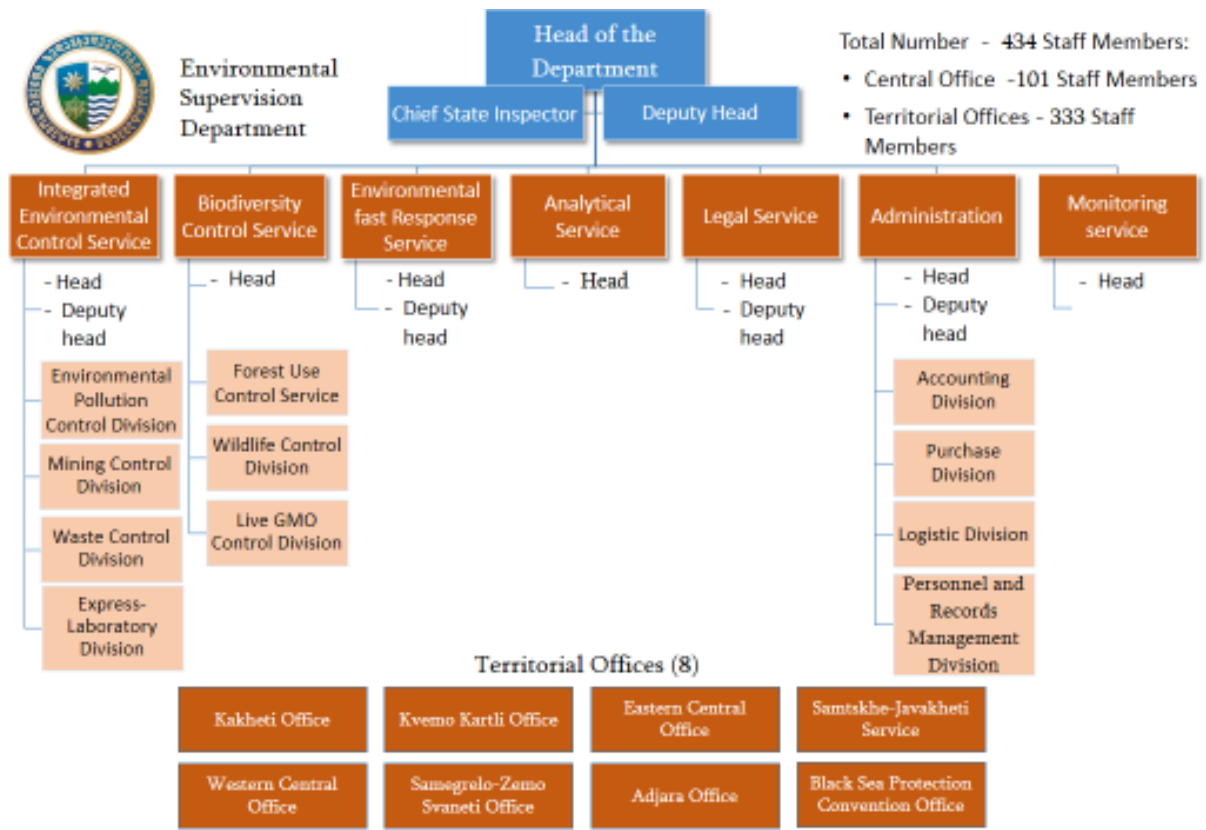 Environmental
Supervision
Department
Head of the
Department
Chief State Inspector
Deputy Head
Total Number - 434 Staff Members:
• Central Office -101 Staff Members
• Territorial Offices - 333 Staff
Members
Integrated
Environmental
Control Service
- Head
- Deputy
head
Environmental
Pollution
Control Division
Mining Control
Division
Waste Control
Division
Express-
Laboratory
Division
Biodiversity
Control Service
- Head
Forest Use
Control Service
Wildlife Control
Division
Live GMO
Control Division
Environmental
fast Response
Service
- Head
- Deputy
head
Analytical
Service
- Head
Legal Service
- Head
- Deputy
head
Administration
- Head
- Deputy
head
Accounting
Division
Purchase
Division
Logistic Division
Personnel and
Records
Management
Division
Monitoring
service
- Head
Territorial Offices (8)
Kakheti Office
Kvemo Kartli Office
Eastern Central
Office
Samtskhe-Javakheti
Service
Western Central
Office
Samegrelo-Zemo
Svaneti Office
Adjara Office
Black Sea Protection
Convention Office